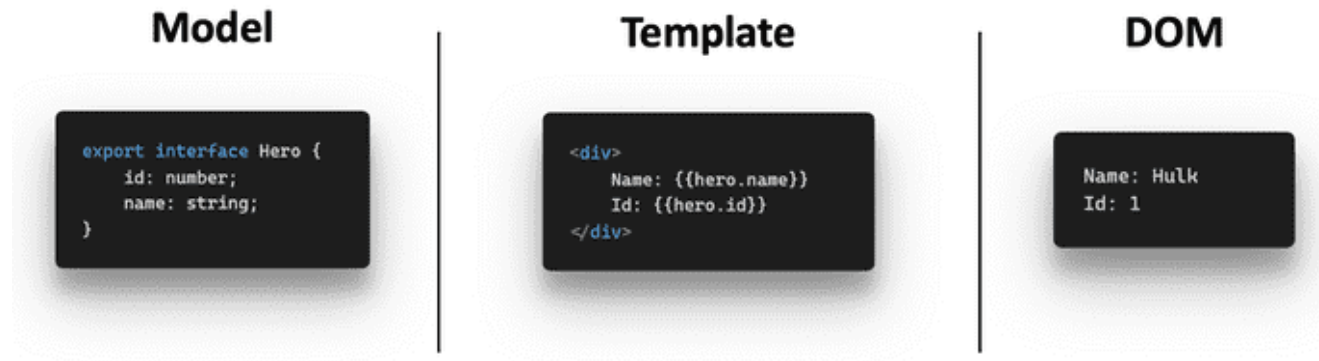 Model
export interface Hero {
    id: number;
    name: string;
}
Template
<div>
    Name: {{hero.name}}
    Id: {{hero.id}}
</div>
DOM
Name: Hulk
Id: 1